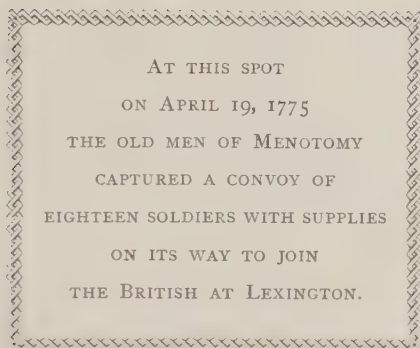 At this spot
on April 19, 1775
the old men of Menotomy
captured a convoy of
eighteen soldiers with supplies
on its way to join
the British at Lexington.